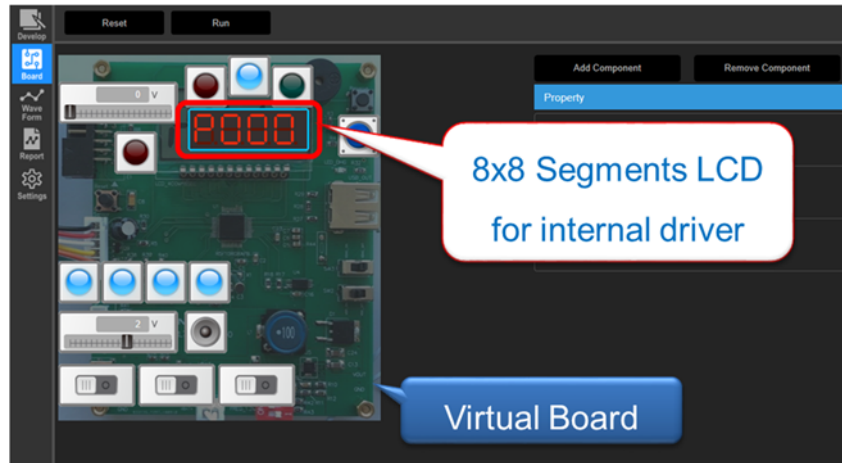 Reset
Run
Develop
Board
Wave
Form
Report
Settings
Add Component
Remove Component
Property
0 V
P000
8x8 Segments LCD
for internal driver
2 V
100
Virtual Board